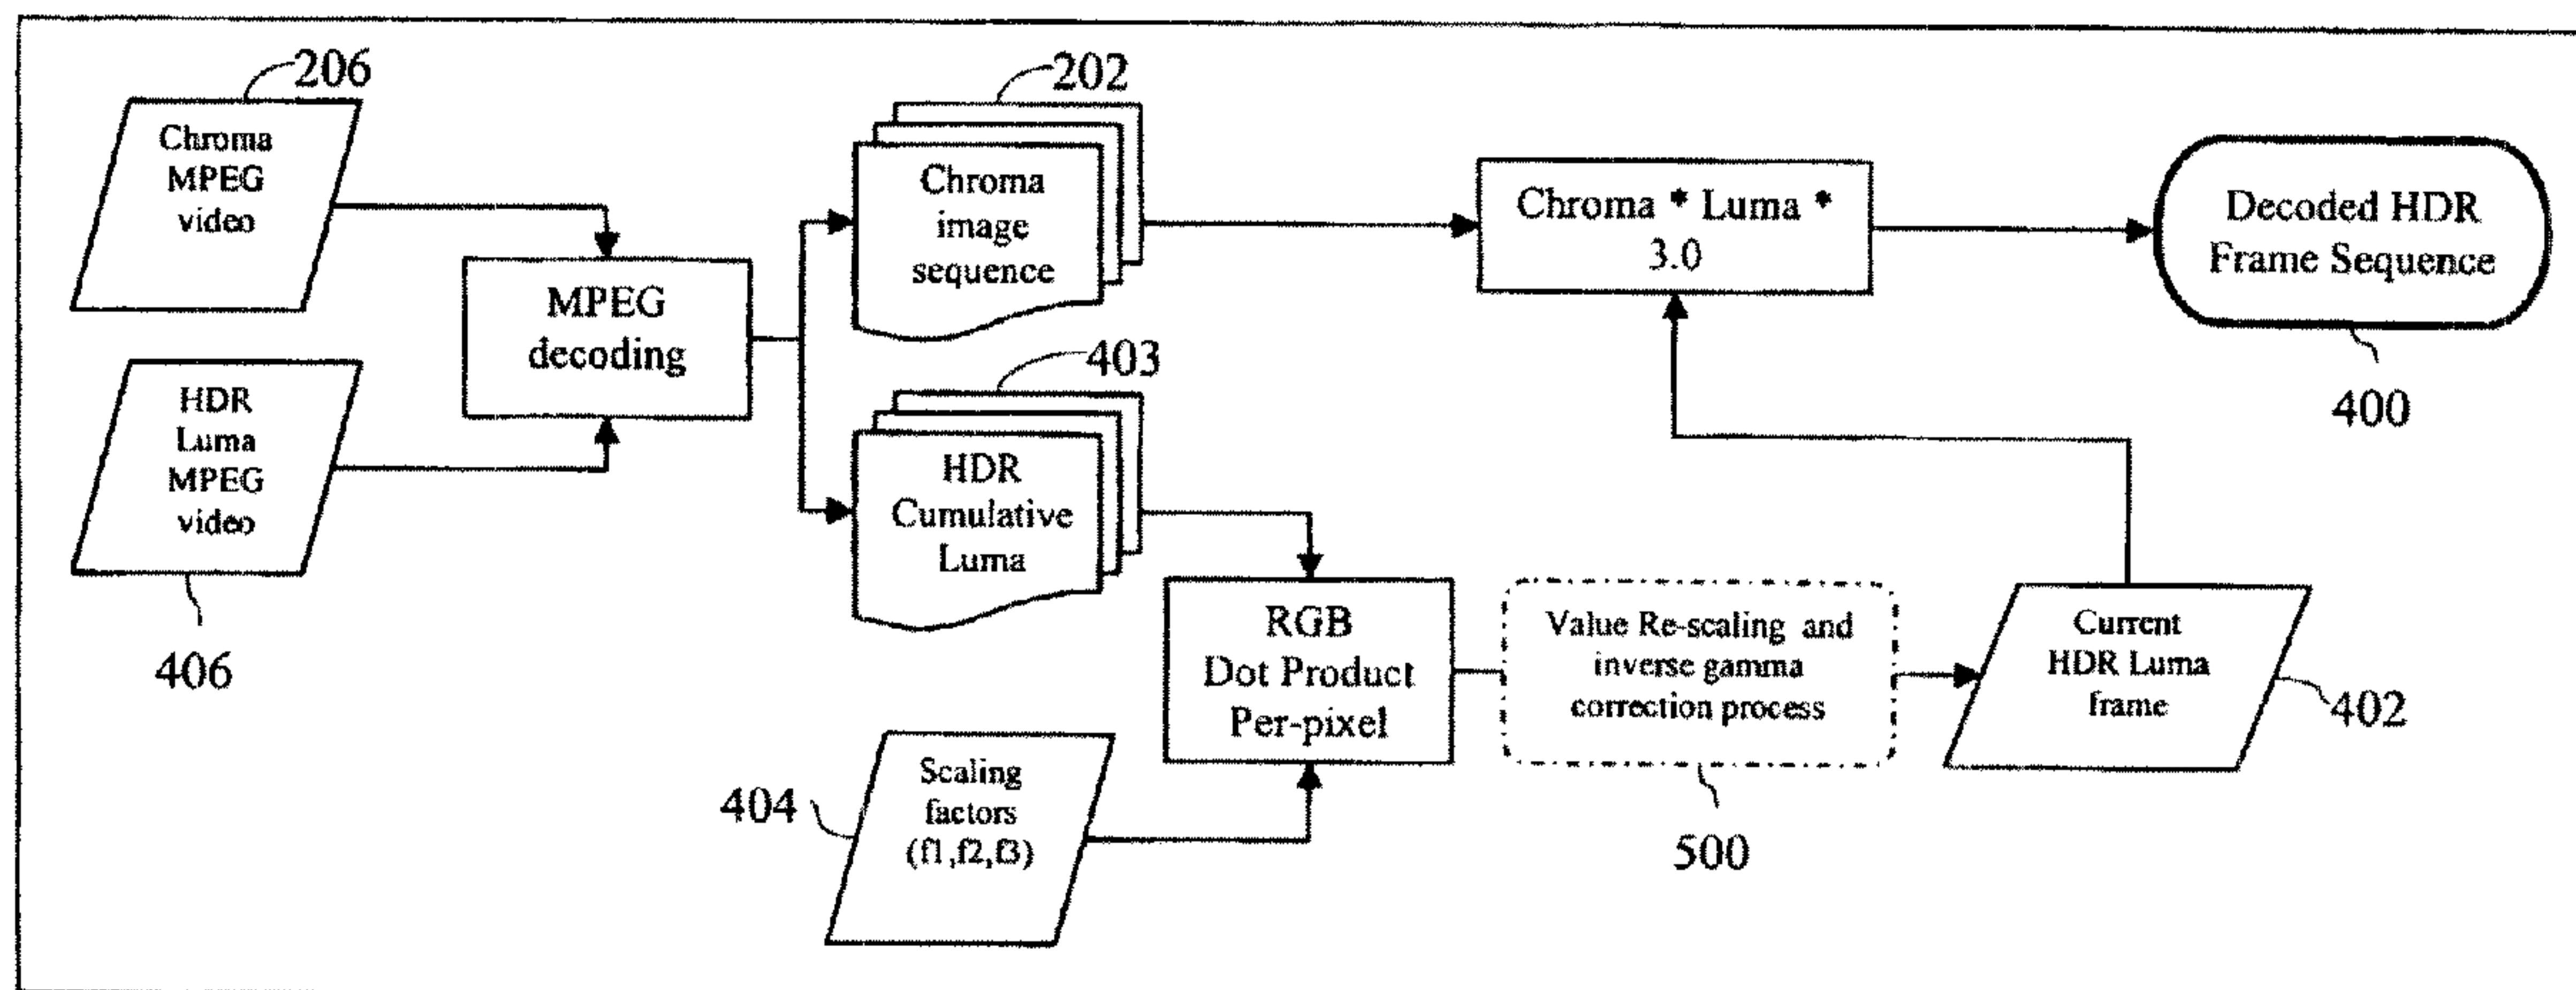 206
Chroma
MPEG
video
HDR
Luma
MPEG
video
406
MPEG
decoding
202
Chroma
image
sequence
403
HDR
Cumulative
Luma
404
Scaling
factors
(f1,f2,f3)
RGB
Dot Product
Per-pixel
Value Re-scaling and
inverse gamma
correction process
500
Current
HDR Luma
frame
402
Chroma * Luma *
3.0
Decoded HDR
Frame Sequence
400